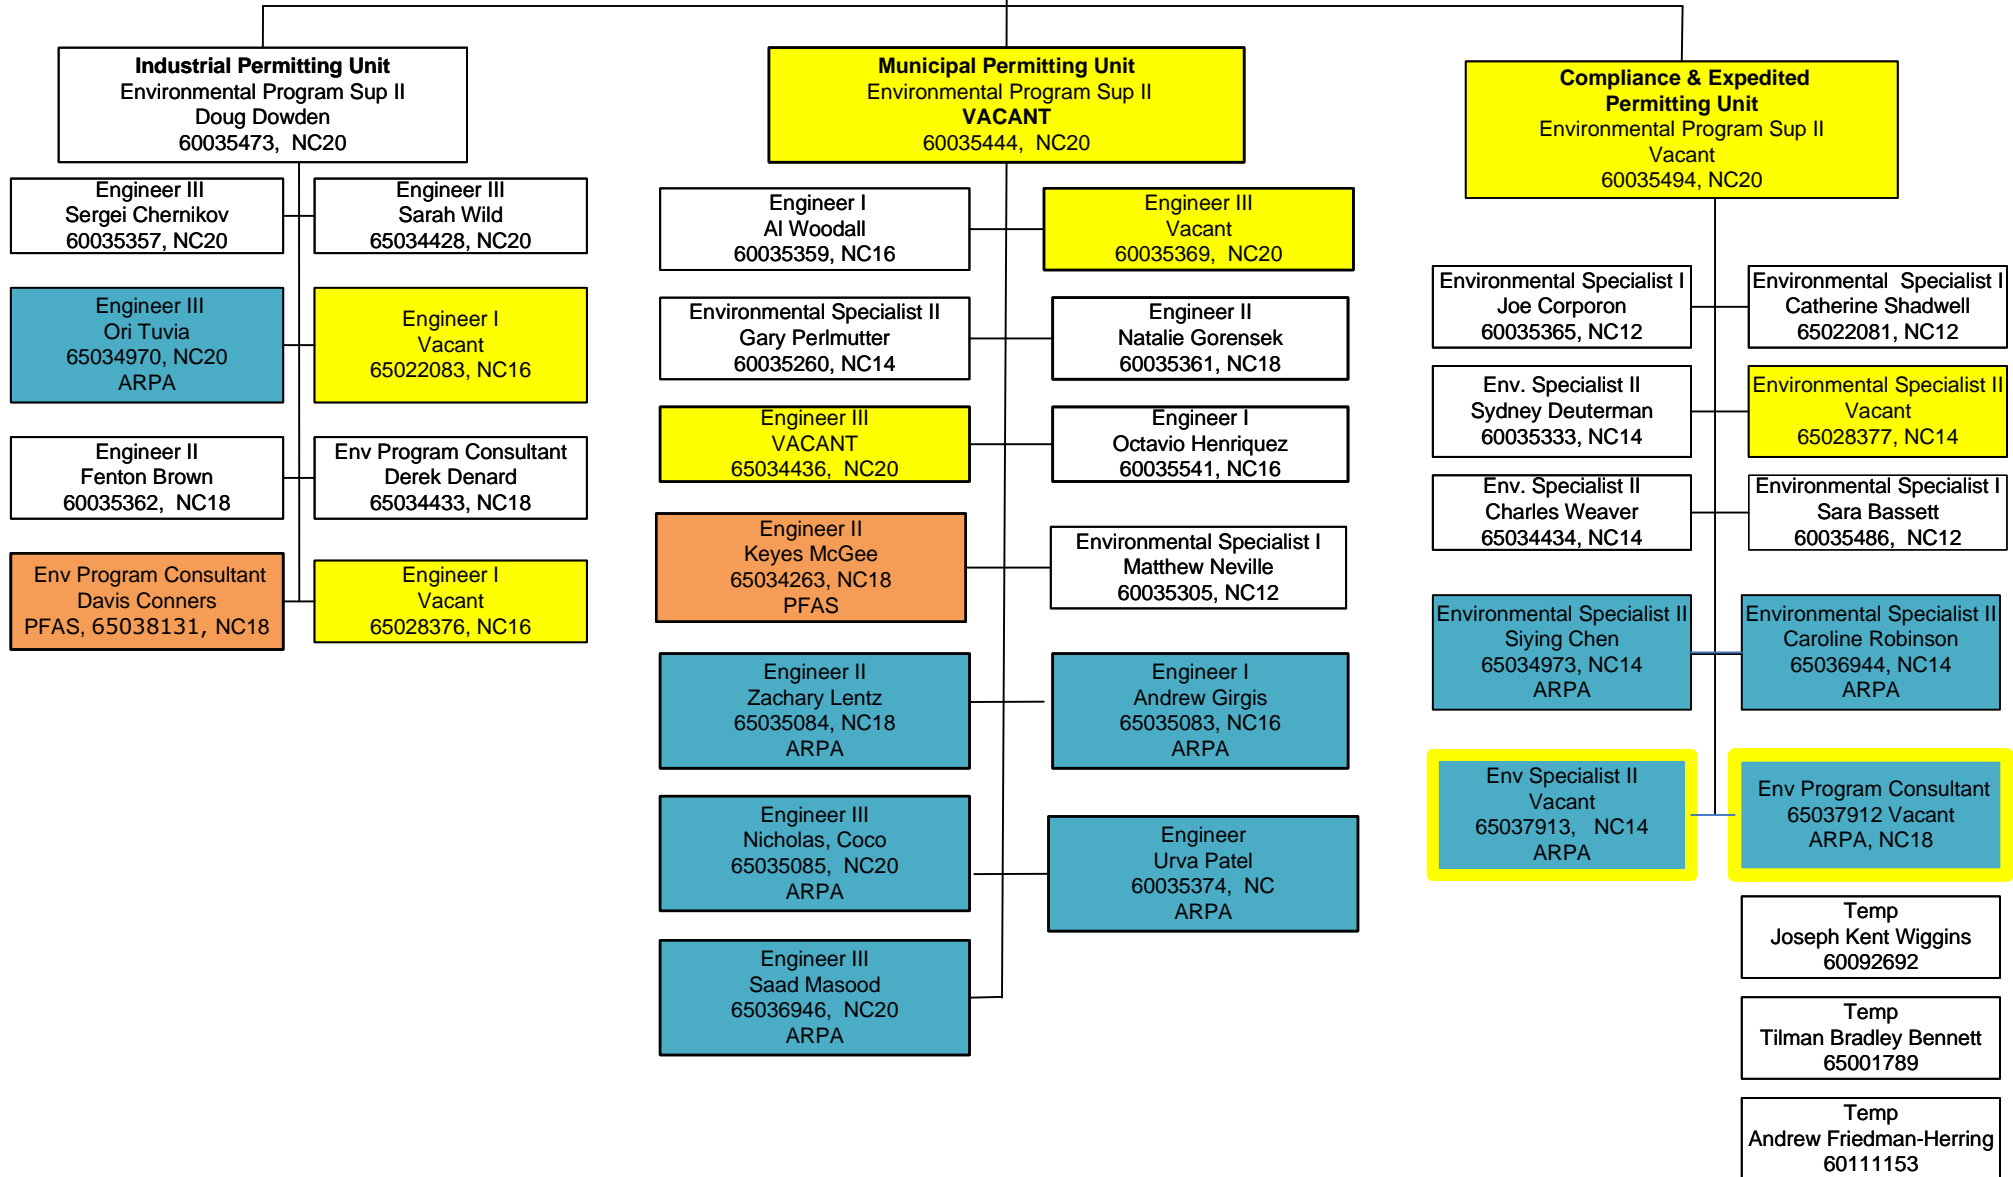 Industrial Permitting Unit
Environmental Program Sup II
Doug Dowden
60035473, NC20
Engineer III
Sergei Chernikov
60035357, NC20
Engineer III
Sarah Wild
65034428, NC20
Engineer III
Ori Tuvia
65034970, NC20
ARPA
Engineer I
Vacant
65022083, NC16
Engineer II
Fenton Brown
60035362, NC18
Env Program Consultant
Derek Denard
65034433, NC18
Env Program Consultant
Davis Conners
PFAS, 65038131, NC18
Engineer I
Vacant
65028376, NC16
Municipal Permitting Unit
Environmental Program Sup II
VACANT
60035444, NC20
Engineer I
Al Woodall
60035359, NC16
Engineer III
Vacant
60035369, NC20
Environmental Specialist II
Gary Perlmutter
60035260, NC14
Engineer II
Natalie Gorensek
60035361, NC18
Engineer III
VACANT
65034436, NC20
Engineer I
Octavio Henriquez
60035541, NC16
Engineer II
Keyes McGee
65034263, NC18
PFAS
Environmental Specialist I
Matthew Neville
60035305, NC12
Engineer II
Zachary Lentz
65035084, NC18
ARPA
Engineer I
Andrew Girgis
65035083, NC16
ARPA
Engineer III
Nicholas, Coco
65035085, NC20
ARPA
Engineer
Urva Patel
60035374, NC
ARPA
Engineer III
Saad Masood
65036946, NC20
ARPA
Compliance & Expedited
Permitting Unit
Environmental Program Sup II
Vacant
60035494, NC20
Environmental Specialist I
Joe Corporon
60035365, NC12
Environmental Specialist I
Catherine Shadwell
65022081, NC12
Env. Specialist II
Sydney Deuterman
60035333, NC14
Environmental Specialist II
Vacant
65028377, NC14
Env. Specialist II
Charles Weaver
65034434, NC14
Environmental Specialist I
Sara Bassett
60035486, NC12
Environmental Specialist II
Siying Chen
65034973, NC14
ARPA
Environmental Specialist II
Caroline Robinson
65036944, NC14
ARPA
Env Specialist II
Vacant
65037913, NC14
ARPA
Env Program Consultant
65037912 Vacant
ARPA, NC18
Temp
Joseph Kent Wiggins
60092692
Temp
Tilman Bradley Bennett
65001789
Temp
Andrew Friedman-Herring
60111153